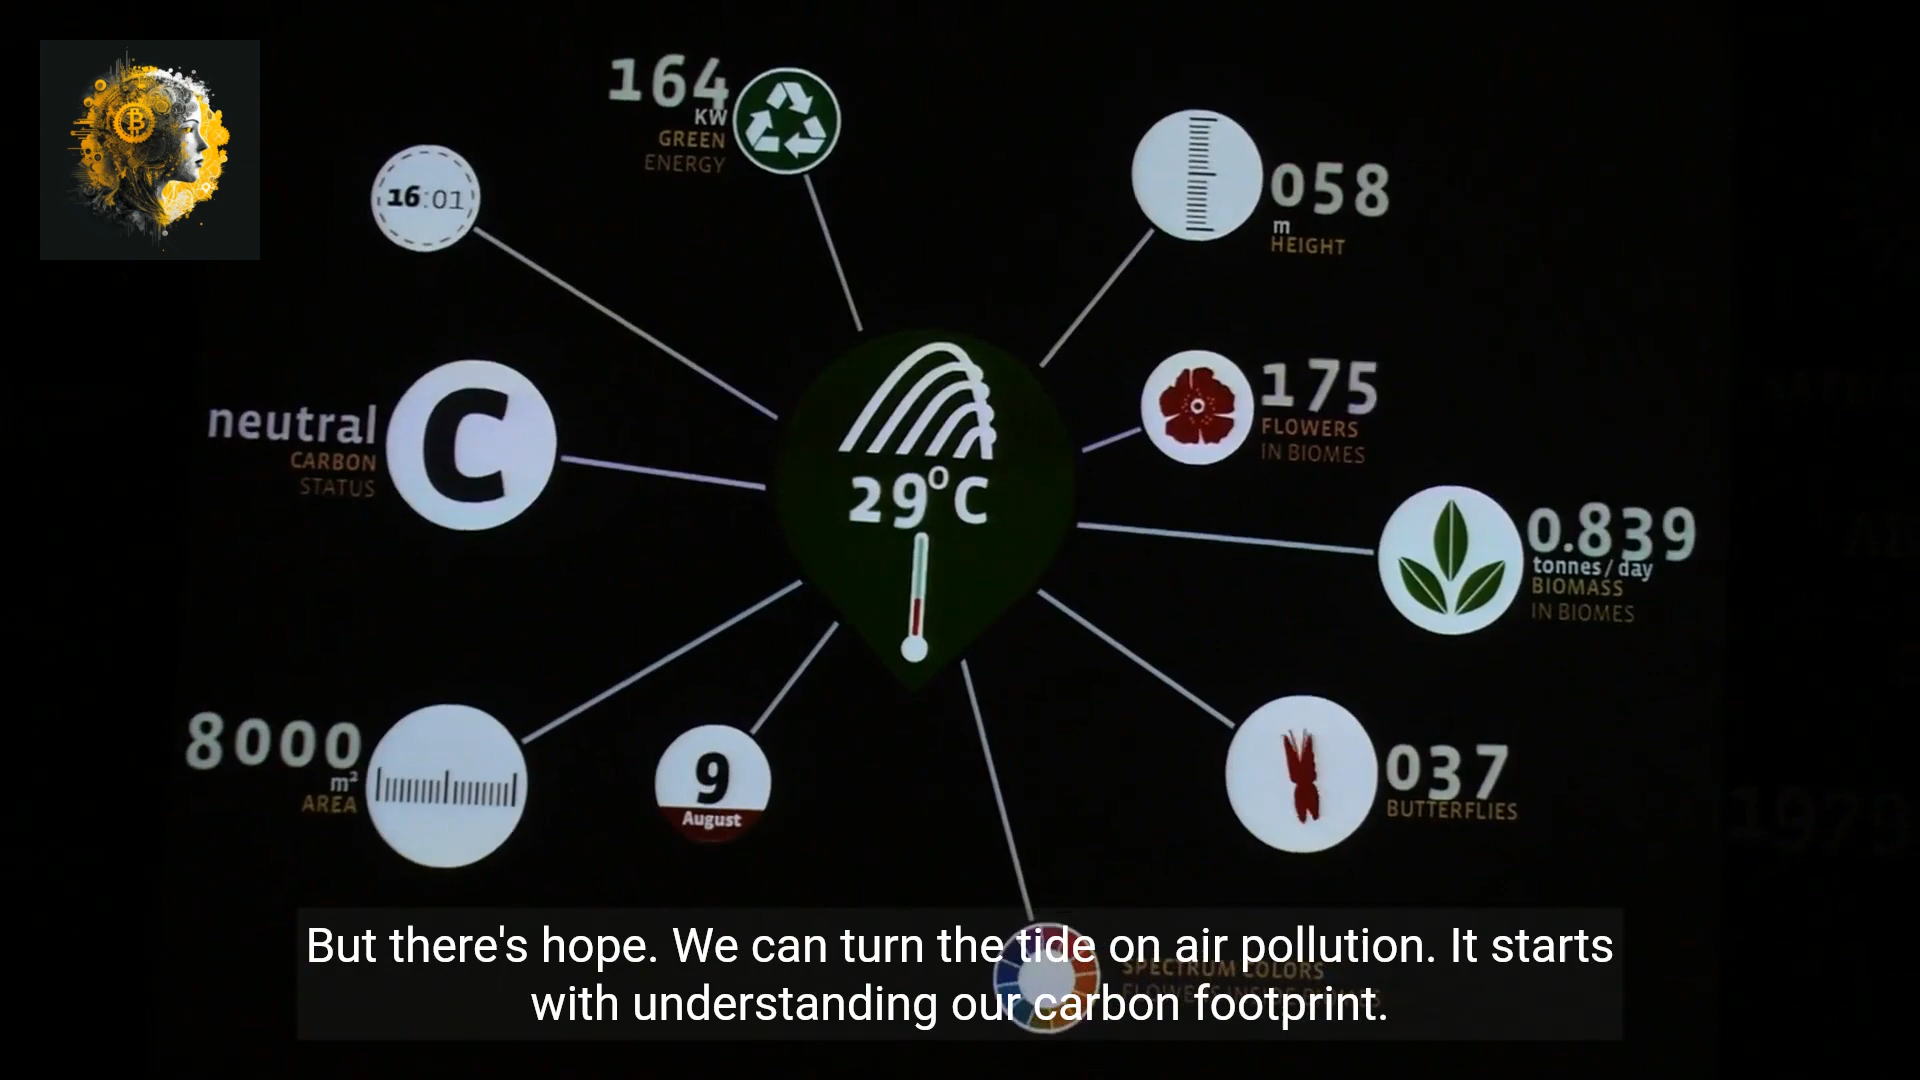 164
KW
GREEN
ENERGY
16:01
058
m
HEIGHT
neutral
CARBON
STATUS
C
29°C
175
FLOWERS
IN BIOMES
0.839
tonnes/day
BIOMASS
IN BIOMES
8000
m²
AREA
9
August
037
BUTTERFLIES
SPECTRUM COLORS
But there's hope. We can turn the tide on air pollution. It starts
with understanding our carbon footprint.